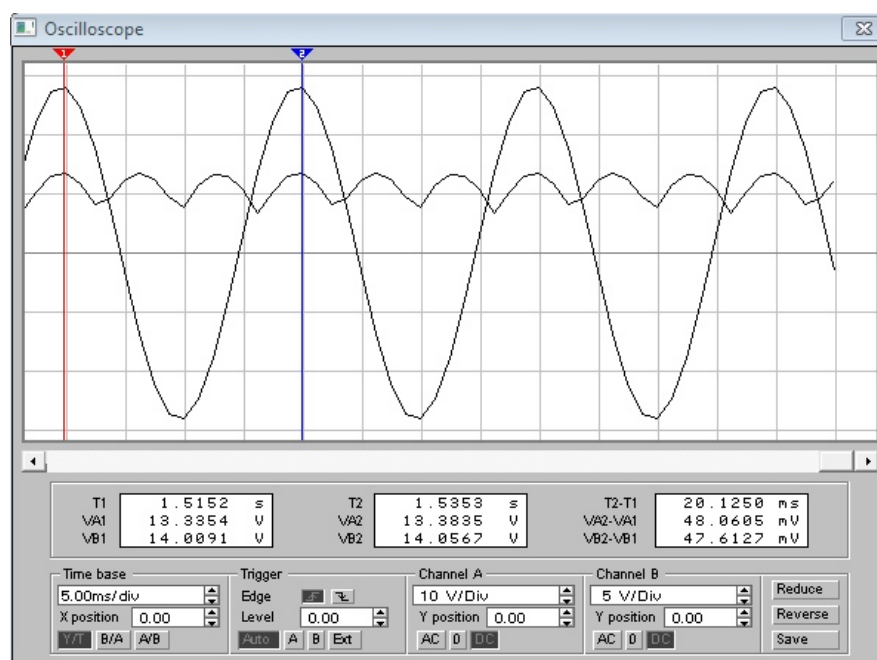 Oscilloscope
1 2
T1 1.5152 s T2 1.5353 s T2-T1 20.1250 ms
VA1 13.3354 V VA2 13.3835 V VA2-VA1 48.0605 mV
VB1 14.0091 V VB2 14.0567 V VB2-VB1 47.6127 mV
Time base Trigger Channel A Channel B
5.00ms/div Edge 10 V/Div 5 V/Div Reduce
X position 0.00 Level 0.00 Y position 0.00 Y position 0.00 Reverse
Y/T B/A A/B Auto A B Ext AC 0 DC AC 0 DC Save